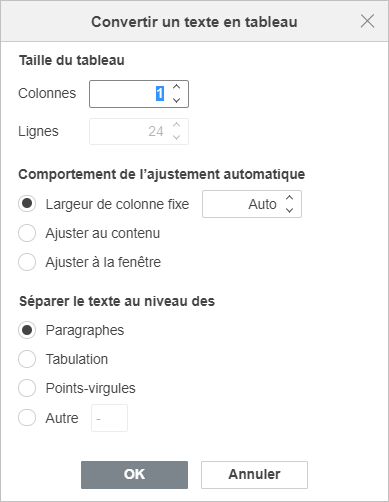 Convertir un texte en tableau
Taille du tableau
Colonnes 1
Lignes 24
Comportement de l’ajustement automatique
Largeur de colonne fixe Auto
Ajuster au contenu
Ajuster à la fenêtre
Séparer le texte au niveau des
Paragraphes
Tabulation
Points-virgules
Autre -
OK Annuler